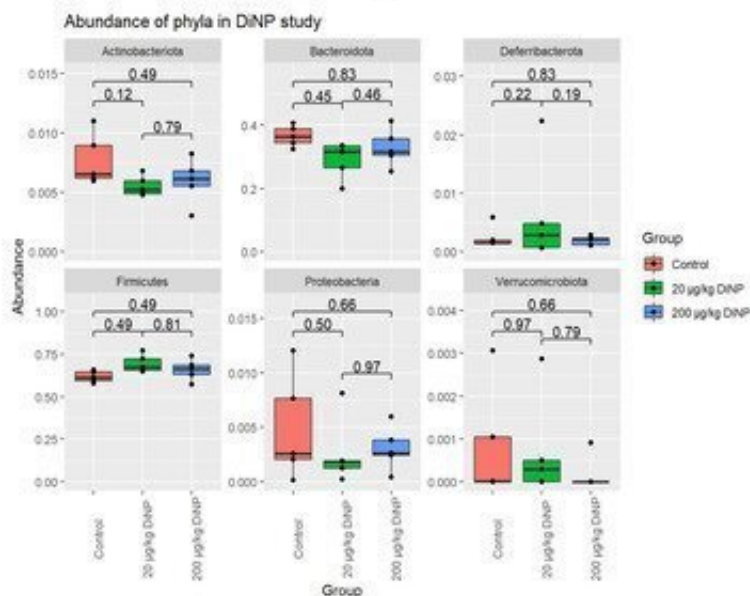 Abundance of phyla in DiNP study
Actinobacteriota
Bacteroidota
Deferribacterota
0.015
0.010
0.005
0.000
0.49
0.12
0.79
0.4
0.2
0.0
0.83
0.45
0.46
0.03
0.02
0.01
0.00
0.83
0.22
0.19
Abundance
Firmicutes
Proteobacteria
Verrucomicrobiota
1.00
0.75
0.50
0.25
0.00
0.49
0.49
0.81
0.015
0.010
0.005
0.000
0.66
0.50
0.97
0.004
0.003
0.002
0.001
0.000
0.66
0.97
0.79
Control
20 µg/kg DiNP
200 µg/kg DiNP
Control
20 µg/kg DiNP
200 µg/kg DiNP
Control
20 µg/kg DiNP
200 µg/kg DiNP
Group
Group
Control
20 µg/kg DiNP
200 µg/kg DiNP